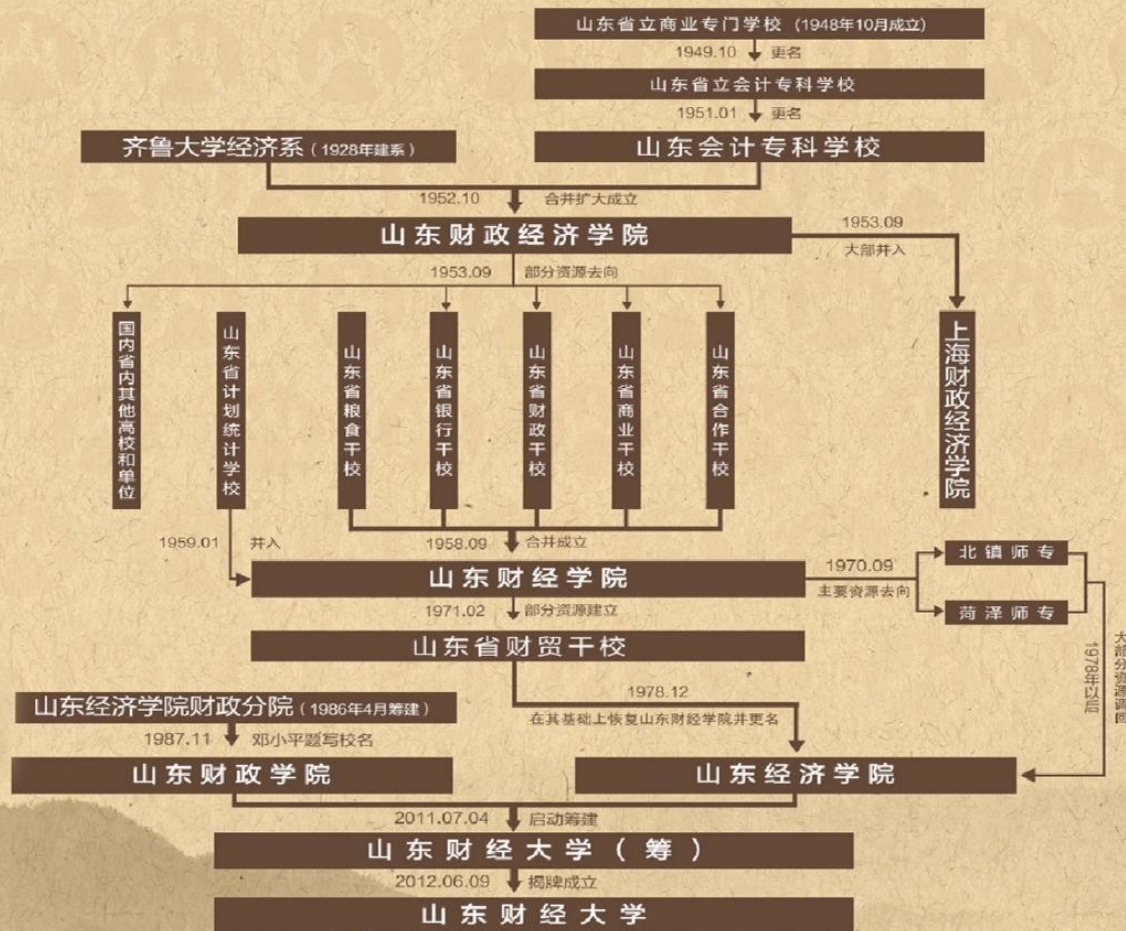 山东省立商业专门学校（1948年10月成立）
1949.10 更名
山东省立会计专科学校
1951.01 更名
齐鲁大学经济系（1928年建系）
山东会计专科学校
1952.10 合并扩大成立
山东财政经济学院
1953.09
大部并入
1953.09 部分资源去向
国内省内其他高校和单位
山东省计划统计学校
山东省粮食干校
山东省银行干校
山东省财政干校
山东省商业干校
山东省合作干校
上海财政经济学院
1959.01 并入
1958.09 合并成立
山东财经学院
1970.09
主要资源去向
北镇师专
菏泽师专
1971.02 部分资源建立
山东省财贸干校
1978年以后
大部分资源调回
1978.12
在其基础上恢复山东财经学院并更名
山东经济学院财政分院（1986年4月筹建）
1987.11 邓小平题写校名
山东财政学院
山东经济学院
2011.07.04 启动筹建
山东财经大学（筹）
2012.06.09 揭牌成立
山东财经大学